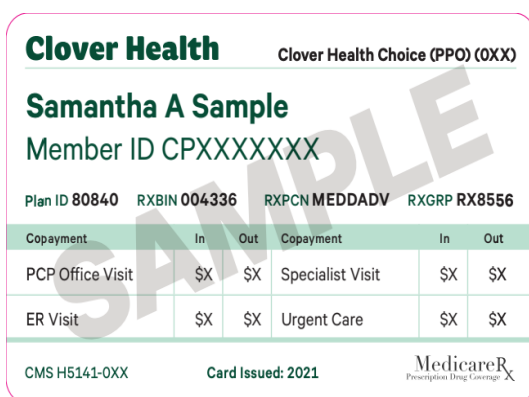 Clover Health
Clover Health Choice (PPO) (0XX)
Samantha A Sample
Member ID CPXXXXXXX
Plan ID 80840 RXBIN 004336 RXPCN MEDDADV RXGRP RX8556
Copayment In Out Copayment In Out
PCP Office Visit $X $X Specialist Visit $X $X
ER Visit $X $X Urgent Care $X $X
CMS H5141-0XX Card Issued: 2021 MedicareRx
Prescription Drug Coverage
SAMPLE